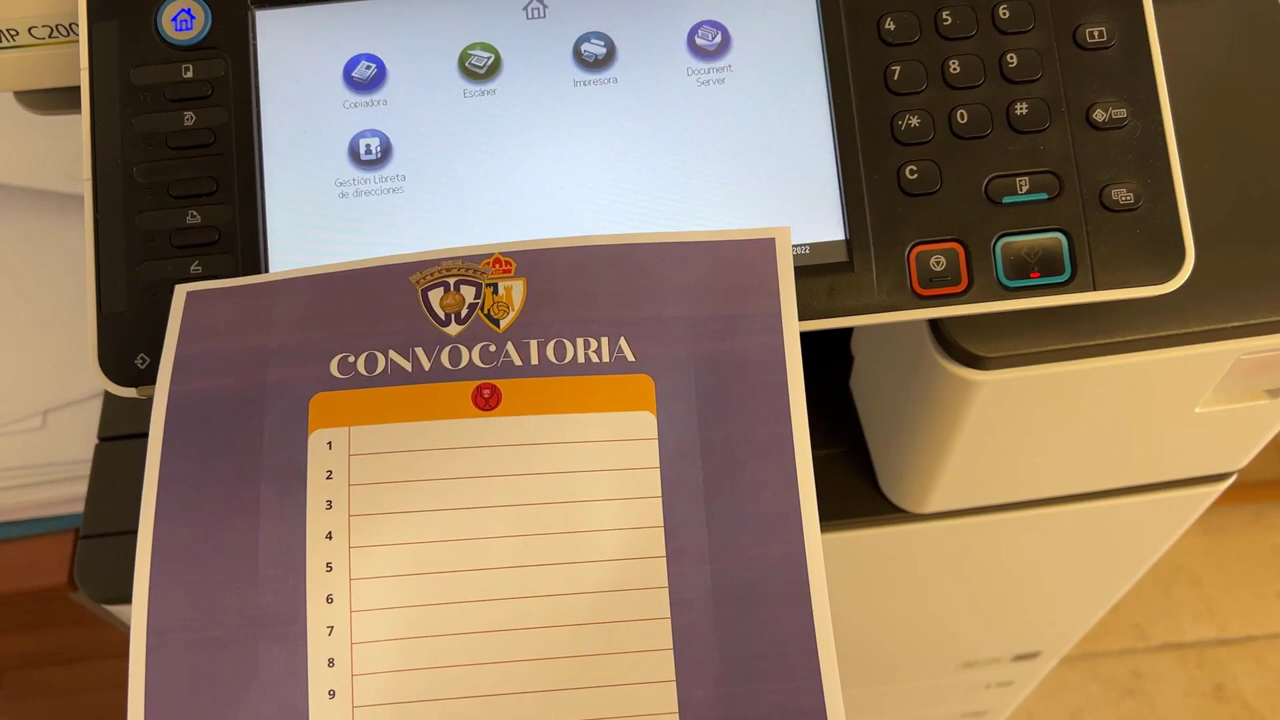 MP C200
Copiadora
Escáner
Impresora
Document
Server
Gestión Libreta
de direcciones
2022
4 5 6
7 8 9
·/* 0 #
C
CONVOCATORIA
1
2
3
4
5
6
7
8
9